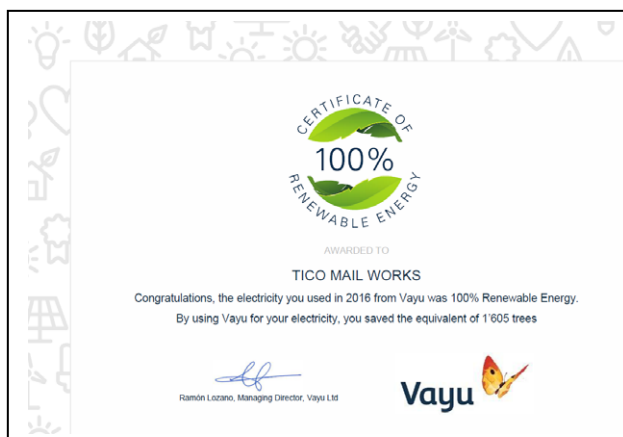 CERTIFICATE OF
100%
RENEWABLE ENERGY
AWARDED TO
TICO MAIL WORKS
Congratulations, the electricity you used in 2016 from Vayu was 100% Renewable Energy.
By using Vayu for your electricity, you saved the equivalent of 1'605 trees
Ramón Lozano, Managing Director, Vayu Ltd
Vayu